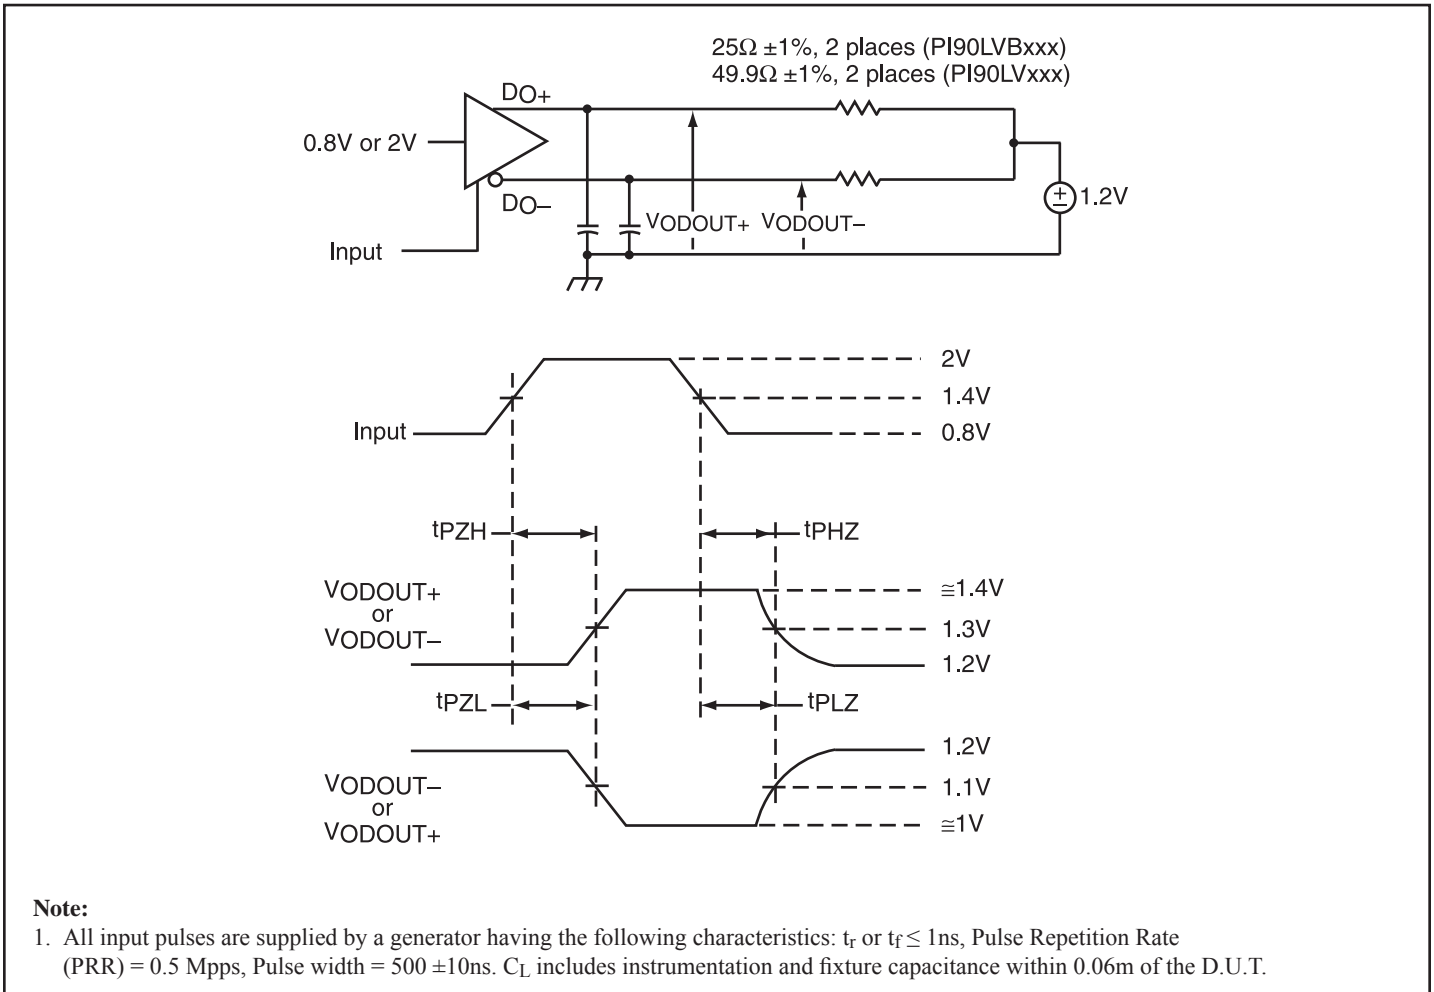 25Ω ±1%, 2 places (PI90LVBxxx)
49.9Ω ±1%, 2 places (PI90LVxxx)
DO+
0.8V or 2V
DO–
VODOUT+ VODOUT–
1.2V
Input
2V
1.4V
Input
0.8V
tPZH
tPHZ
VODOUT+
or
VODOUT–
≅1.4V
1.3V
1.2V
tPZL
tPLZ
1.2V
VODOUT–
or
VODOUT+
1.1V
≅1V
Note:
1. All input pulses are supplied by a generator having the following characteristics: tr or tf ≤ 1ns, Pulse Repetition Rate
(PRR) = 0.5 Mpps, Pulse width = 500 ±10ns. CL includes instrumentation and fixture capacitance within 0.06m of the D.U.T.